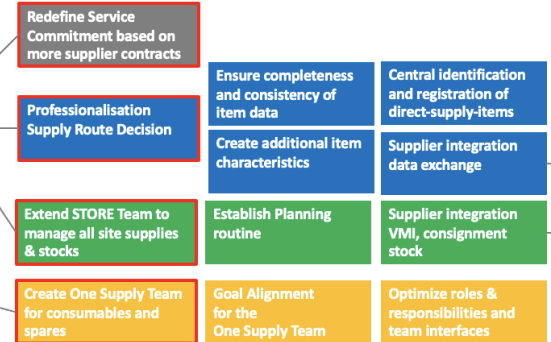 Redefine Service
Commitment based on
more supplier contracts
Ensure completeness
and consistency of
item data
Central identification
and registration of
direct-supply-items
Professionalisation
Supply Route Decision
Create additional item
characteristics
Supplier integration
data exchange
Extend STORE Team to
manage all site supplies
& stocks
Establish Planning
routine
Supplier integration
VMI, consignment
stock
Create One Supply Team
for consumables and
spares
Goal Alignment
for the
One Supply Team
Optimize roles &
responsibilities and
team interfaces